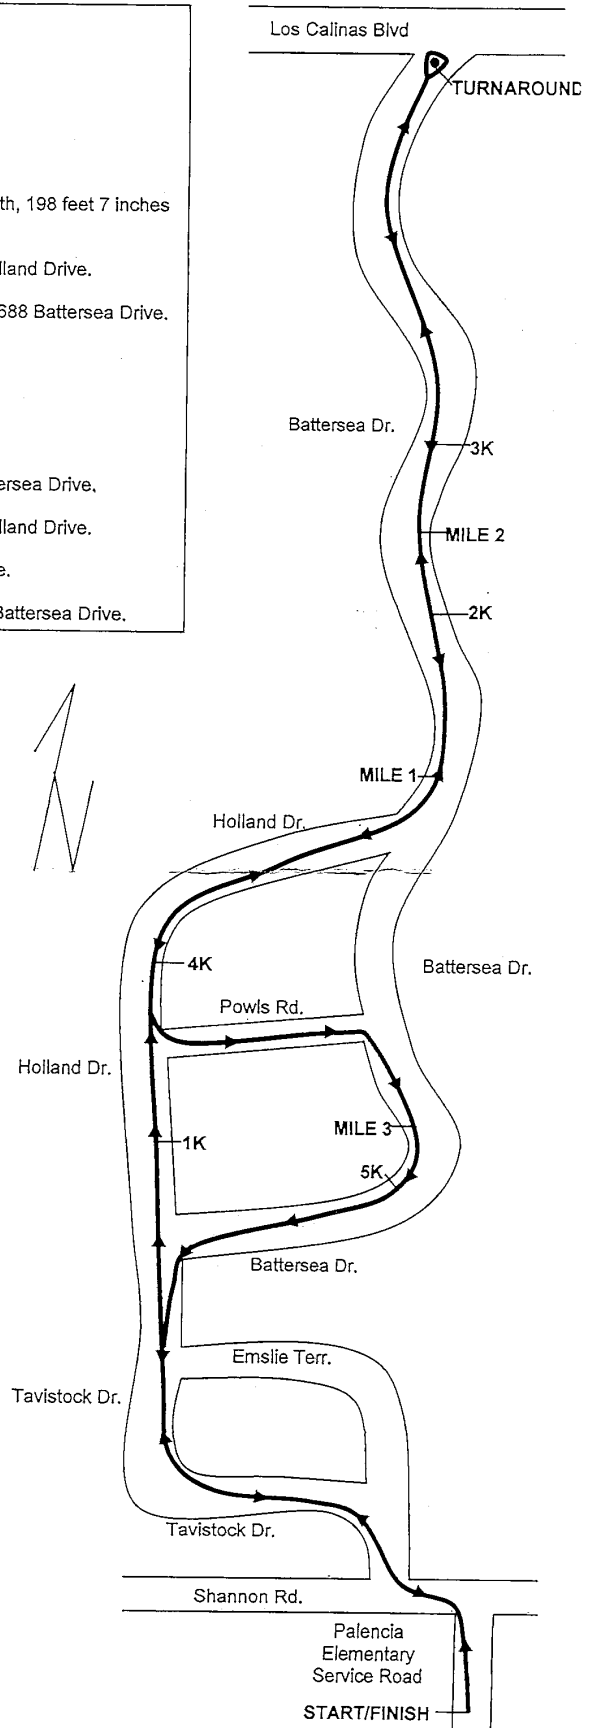 Los Calinas Blvd
TURNAROUND
th, 198 feet 7 inches
lland Drive.
688 Battersea Drive.
Battersea Dr.
3K
ersea Drive.
MILE 2
lland Drive.
e.
2K
Battersea Drive.
N
MILE 1
Holland Dr.
4K
Battersea Dr.
Powls Rd.
Holland Dr.
MILE 3
1K
5K
Battersea Dr.
Emslie Terr.
Tavistock Dr.
Tavistock Dr.
Shannon Rd.
Palencia
Elementary
Service Road
START/FINISH